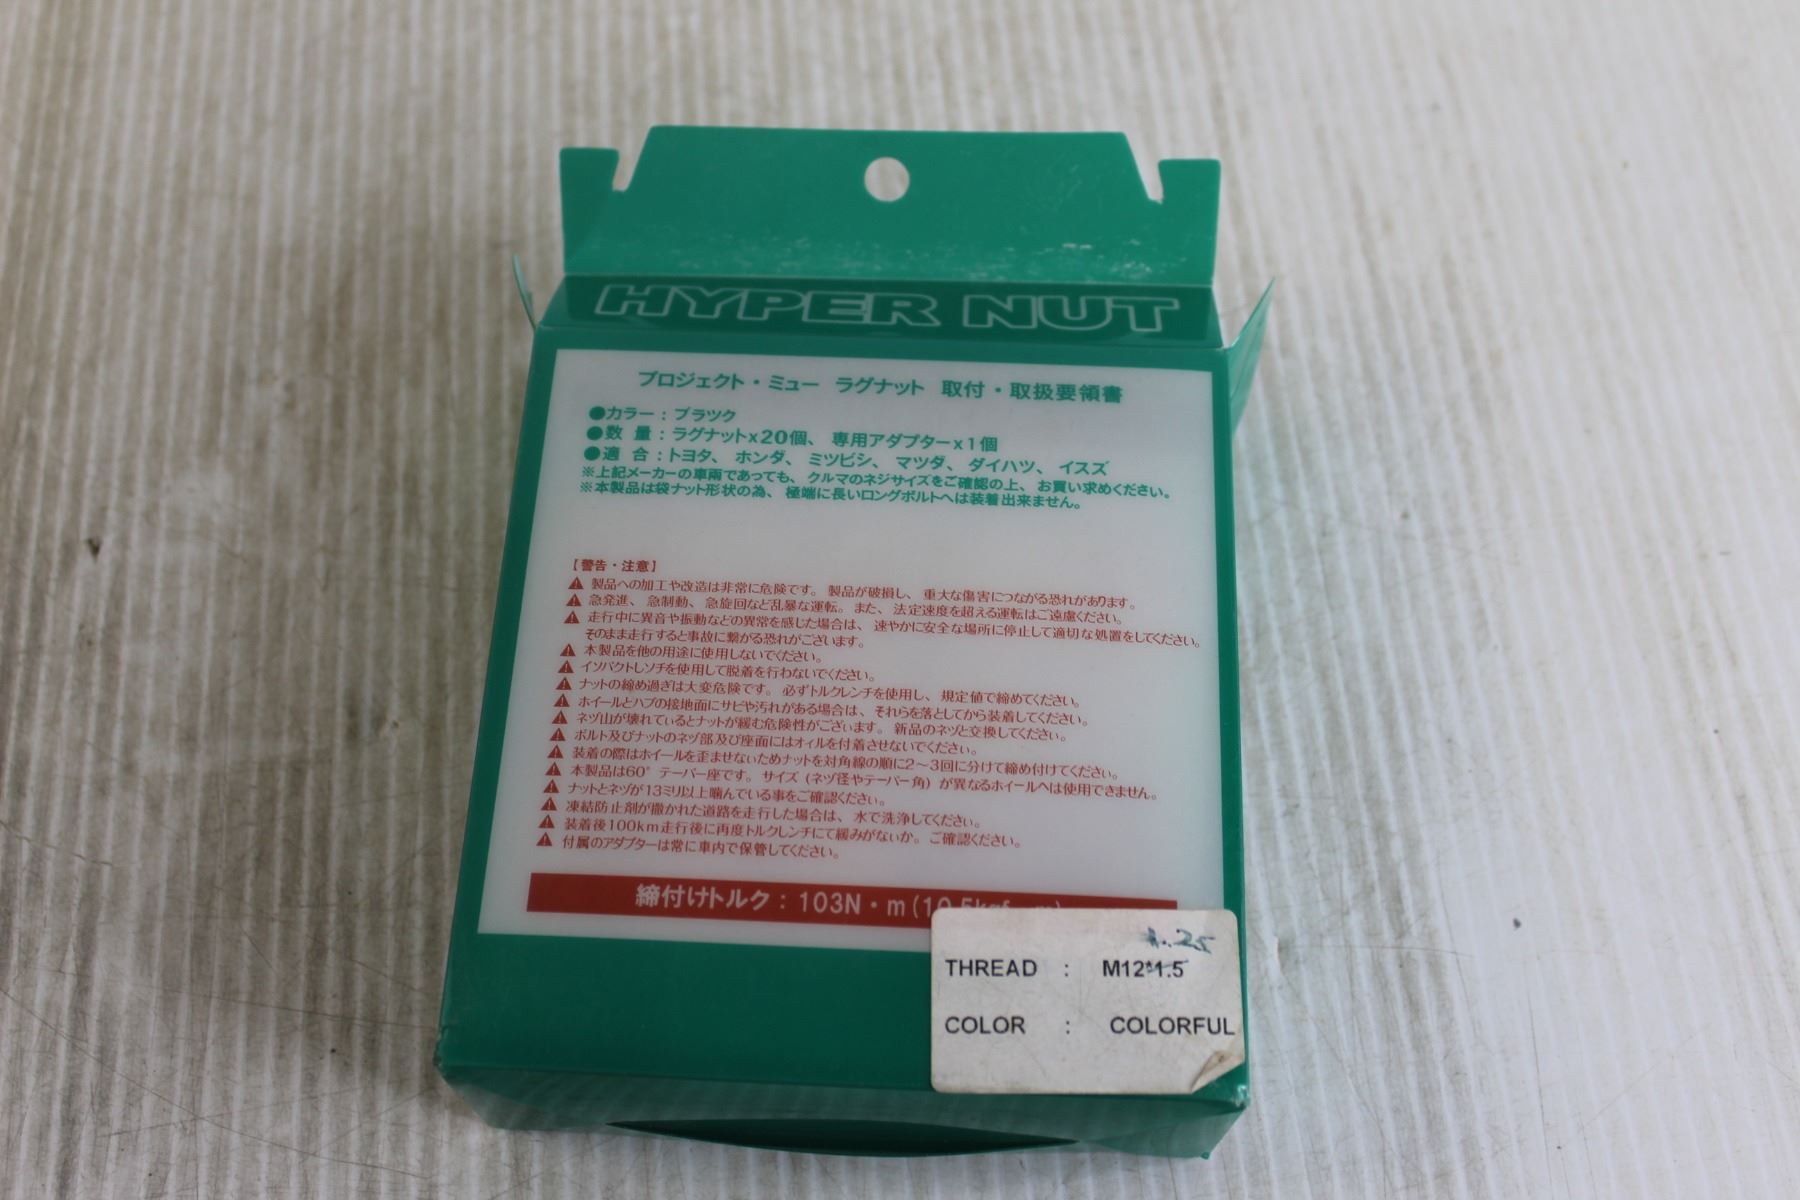 HYPER NUT
プロジェクト・ミュー ラグナット 取付・取扱要領書
●カラー：ブラック
●数 量：ラグナットx20個、専用アダプターx1個
●適 合：トヨタ、ホンダ、ミツビシ、マツダ、ダイハツ、イスズ
※上記メーカーの車両であっても、クルマのネジサイズをご確認の上、お買い求めください。
※本製品は袋ナット形状の為、極端に長いロングボルトへは装着出来ません。
【警告・注意】
製品への加工や改造は非常に危険です。製品が破損し、重大な傷害につながる恐れがあります。
急発進、急制動、急旋回など乱暴な運転。また、法定速度を超える運転はご遠慮ください。
走行中に異音や振動などの異常を感じた場合は、速やかに安全な場所に停止して適切な処置をしてください。
そのまま走行すると事故に繋がる恐れがございます。
本製品を他の用途に使用しないでください。
イソパクトレソチを使用して脱着を行わないでください。
ナットの締め過ぎは大変危険です。必ずトルクレンチを使用し、規定値で締めてください。
ホイールとハブの接地面にサビや汚れがある場合は、それらを落としてから装着してください。
ネヅ山が壊れているとナットが緩む危険性がございます。新品のネヅと交換してください。
ボルト及びナットのネヅ部及び座面にはオィルを付着させないでください。
装着の際はホイールを歪ませないためナットを対角線の順に2～3回に分けて締め付けてください。
本製品は60°テーパー座です。サイズ（ネヅ径やテーパー角）が異なるホイールへは使用できません。
ナットとネヅが13ミリ以上噛んでいる事をご確認ください。
凍結防止剤が撒かれた道路を走行した場合は、水で洗浄してください。
装着後100km走行後に再度トルクレンチにて緩みがないか。ご確認ください。
付属のアダプターは常に車内で保管してください。
締付けトルク：103N・m(10.5kgf・m)
1.25
THREAD : M12*1.5
COLOR : COLORFUL